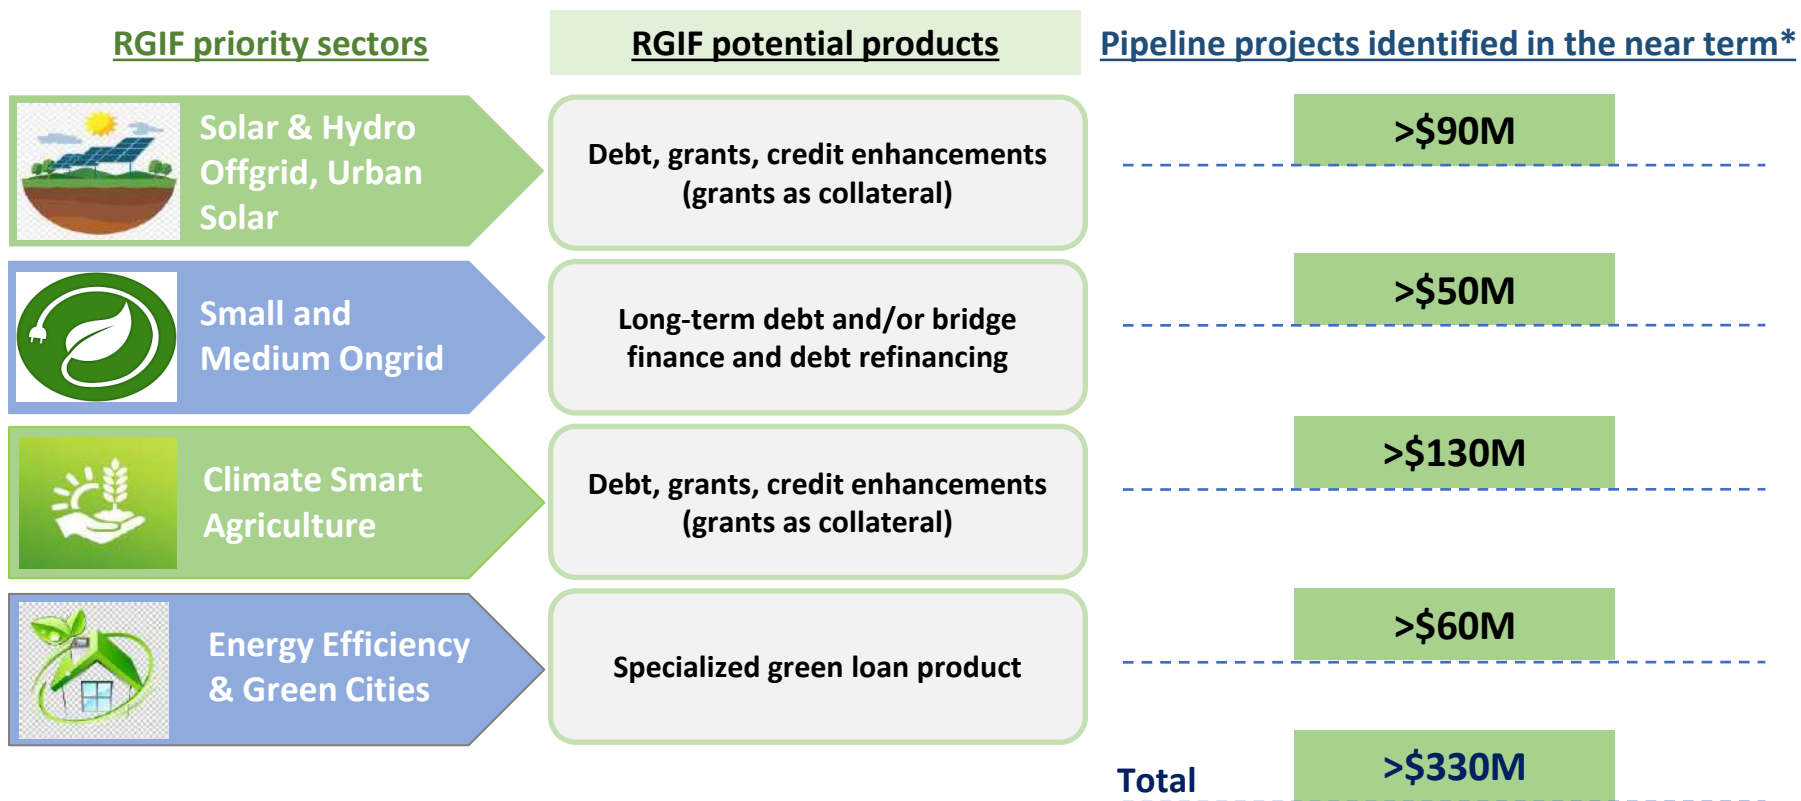 RGIF priority sectors
RGIF potential products
Pipeline projects identified in the near term*
Solar & Hydro
Offgrid, Urban
Solar
Debt, grants, credit enhancements
(grants as collateral)
>$90M
Small and
Medium Ongrid
Long-term debt and/or bridge
finance and debt refinancing
>$50M
Climate Smart
Agriculture
Debt, grants, credit enhancements
(grants as collateral)
>$130M
Energy Efficiency
& Green Cities
Specialized green loan product
>$60M
Total
>$330M